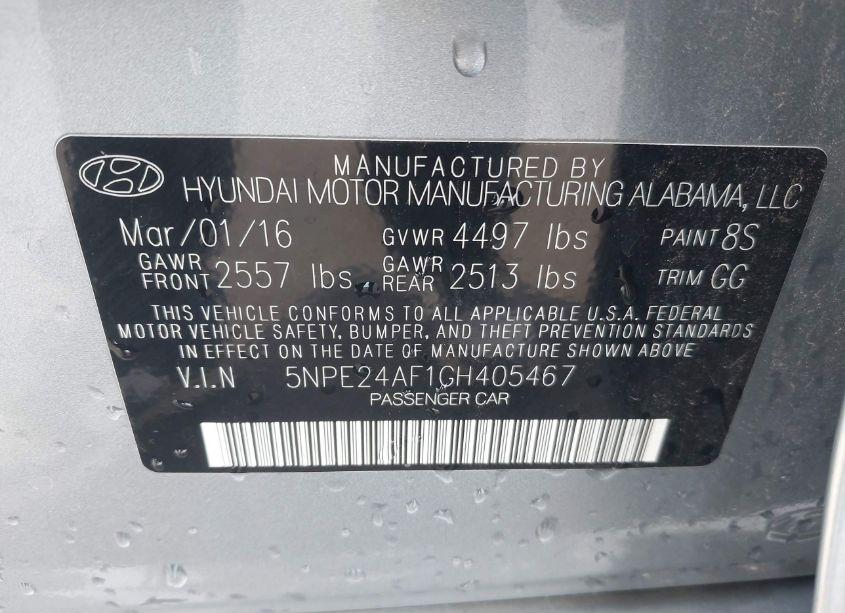 MANUFACTURED BY
HYUNDAI MOTOR MANUFACTURING ALABAMA, LLC
Mar/01/16 GVWR 4497 lbs PAINT 8S
GAWR FRONT 2557 lbs GAWR REAR 2513 lbs TRIM GG
THIS VEHICLE CONFORMS TO ALL APPLICABLE U.S.A. FEDERAL
MOTOR VEHICLE SAFETY, BUMPER, AND THEFT PREVENTION STANDARDS
IN EFFECT ON THE DATE OF MANUFACTURE SHOWN ABOVE
V.I.N 5NPE24AF1GH405467
PASSENGER CAR